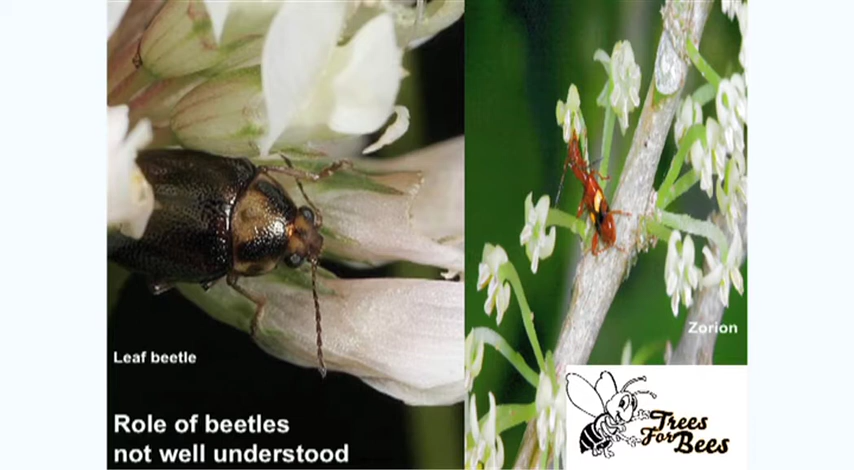 Leaf beetle
Role of beetles
not well understood
Zorion
Trees
For Bees